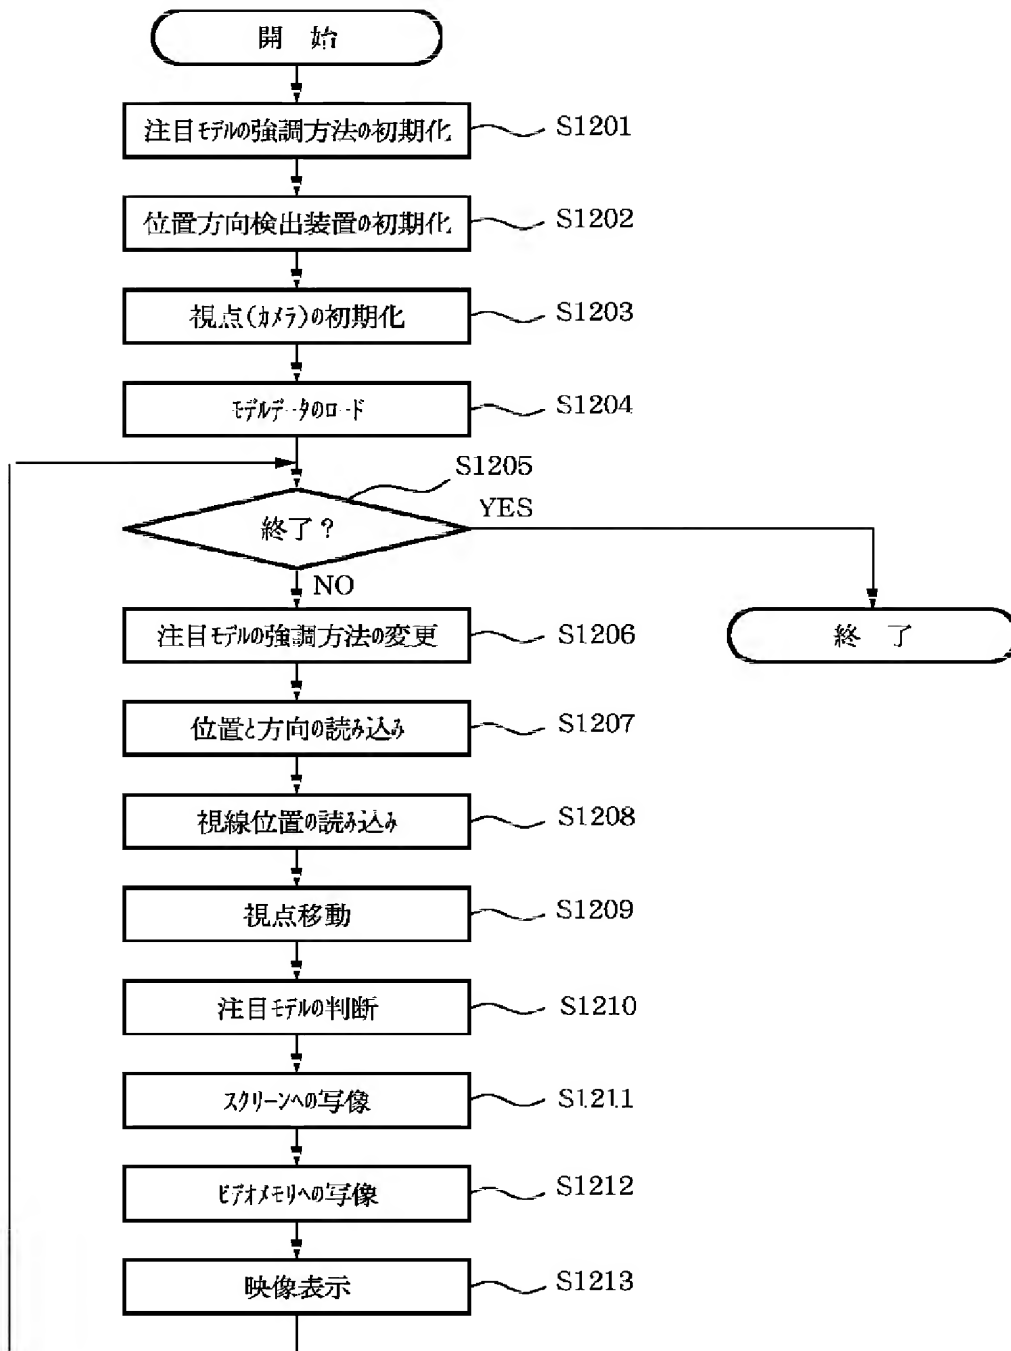 開 始
注目モデルの強調方法の初期化
S1201
位置方向検出装置の初期化
S1202
視点(カメラ)の初期化
S1203
モデルデータのロード
S1204
S1205
終了?
YES
NO
注目モデルの強調方法の変更
S1206
終 了
位置と方向の読み込み
S1207
視線位置の読み込み
S1208
視点移動
S1209
注目モデルの判断
S1210
スクリーンへの写像
S1211
ビデオメモリへの写像
S1212
映像表示
S1213